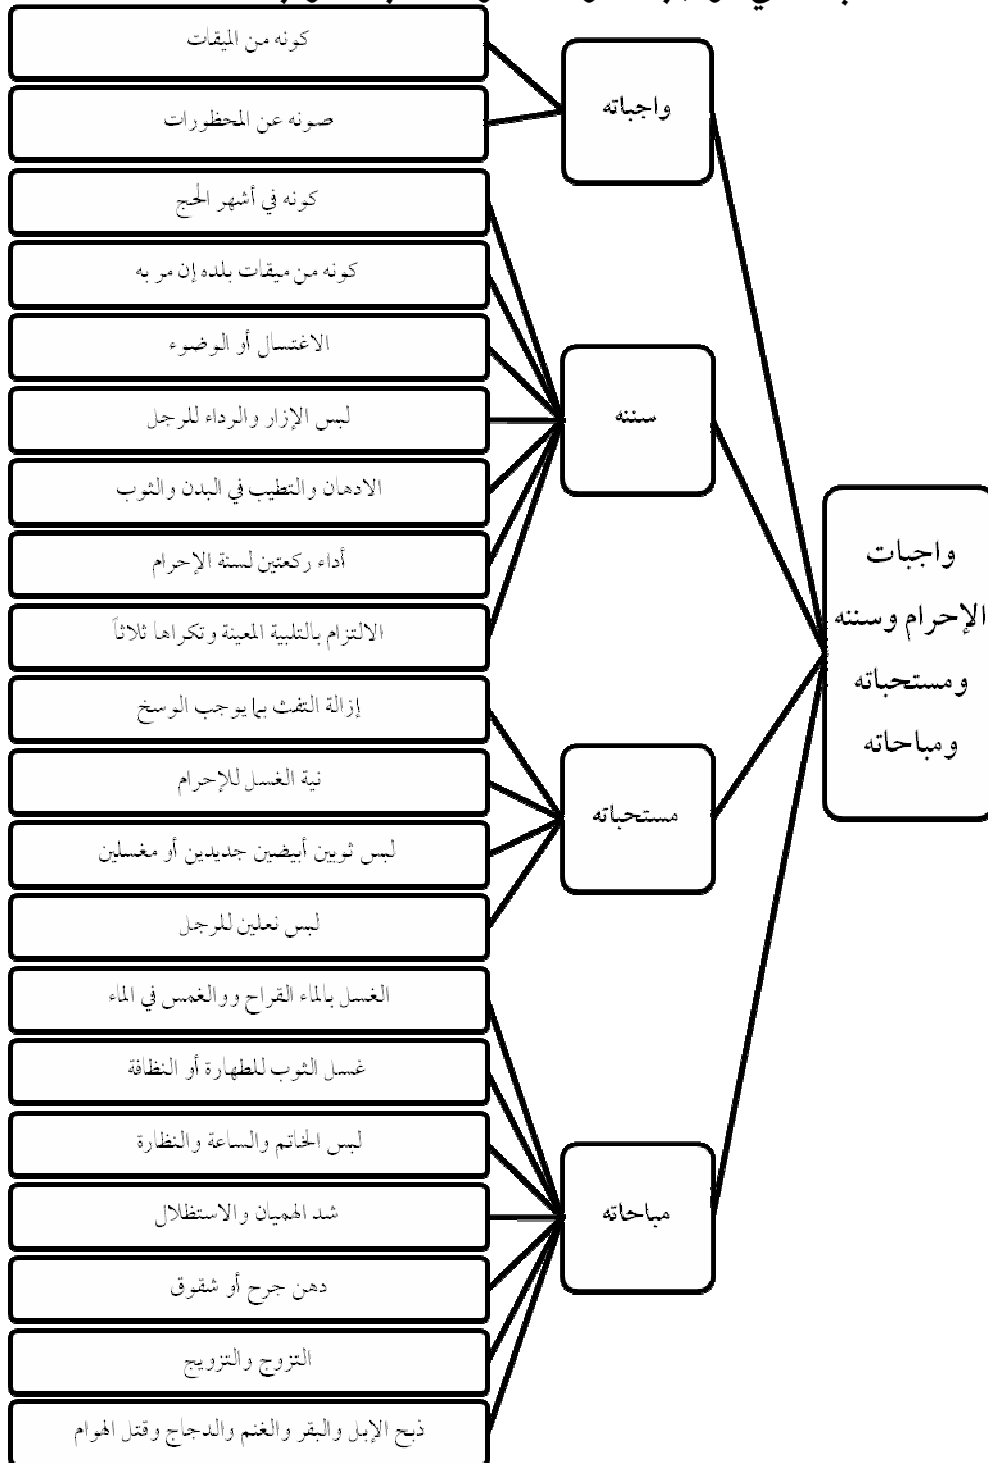 واجبات
الإحرام وسننه
ومستحباته
ومباحاته
واجباته
كونه من الميقات
صونه عن المحظورات
سننه
كونه في أشهر الحج
كونه من ميقات بلده إن مر به
الاغتسال أو الوضوء
لبس الإزار والرداء للرجل
الادهان والتطيب في البدن والثوب
أداء ركعتين لسنة الإحرام
الالتزام بالتلبية المعينة وتكراها ثلاثاً
مستحباته
إزالة التفث بما يوجب الوسخ
نية الغسل للإحرام
لبس ثوبين أبيضين جديدين أو مغسلين
لبس نعلين للرجل
مباحاته
الغسل بالماء القراح ووالغمس في الماء
غسل الثوب للطهارة أو النظافة
لبس الخاتم والساعة والنظارة
شد الهميان والاستظلال
دهن جرح أو شقوق
التزوج والتزويج
ذبح الإبل والبقر والغنم والدجاج وقتل الهوام